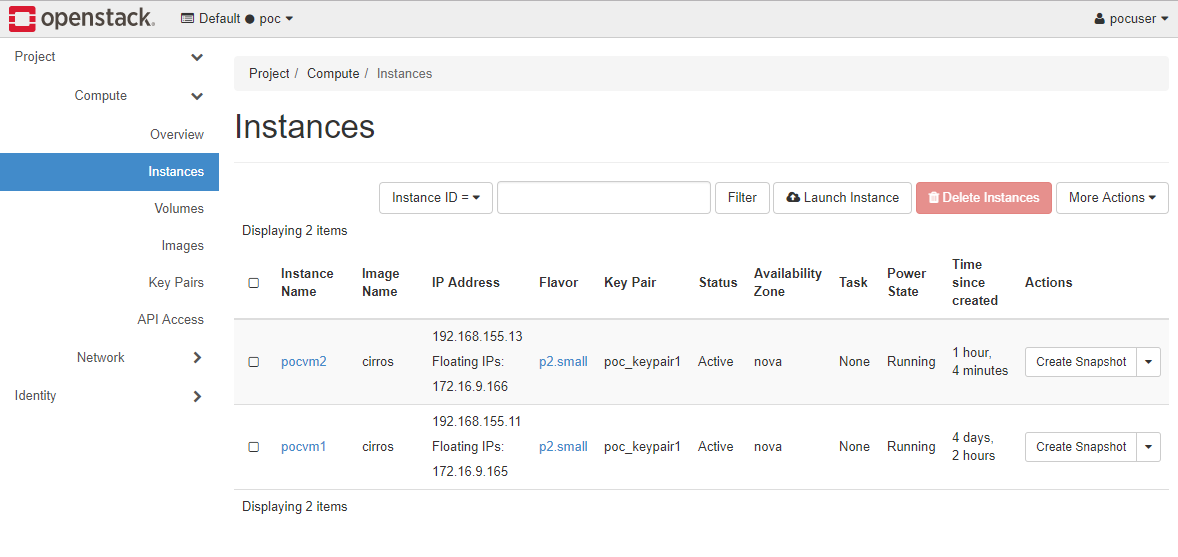 openstack. Default ● poc pocuser
Project
Compute
Overview
Instances
Volumes
Images
Key Pairs
API Access
Network
Identity
Project / Compute / Instances
Instances
Instance ID = Filter Launch Instance Delete Instances More Actions
Displaying 2 items
Instance Name Image Name IP Address Flavor Key Pair Status Availability Zone Task Power State Time since created Actions
pocvm2 cirros 192.168.155.13 Floating IPs: 172.16.9.166 p2.small poc_keypair1 Active nova None Running 1 hour, 4 minutes Create Snapshot
pocvm1 cirros 192.168.155.11 Floating IPs: 172.16.9.165 p2.small poc_keypair1 Active nova None Running 4 days, 2 hours Create Snapshot
Displaying 2 items